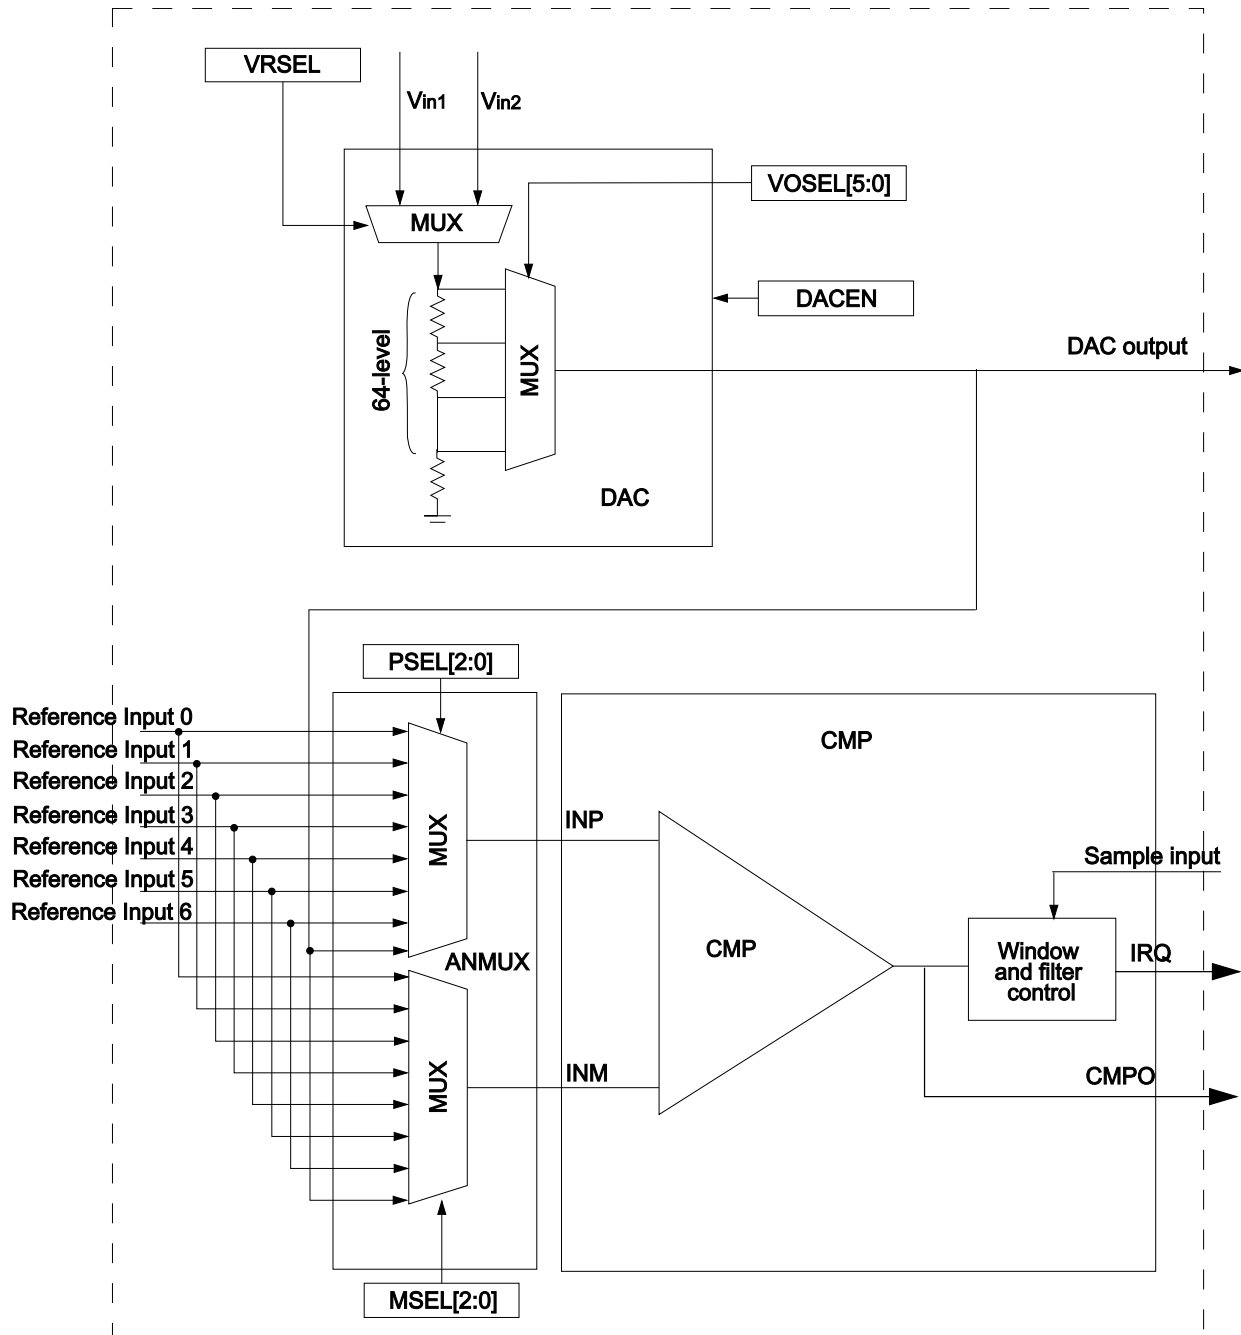 VRSEL
Vin1
Vin2
VOSEL[5:0]
MUX
DACEN
64-level
MUX
DAC output
DAC
PSEL[2:0]
Reference Input 0
Reference Input 1
Reference Input 2
Reference Input 3
Reference Input 4
Reference Input 5
Reference Input 6
MUX
ANMUX
MUX
MSEL[2:0]
CMP
INP
INM
CMP
Sample input
Window
and filter
control
IRQ
CMPO